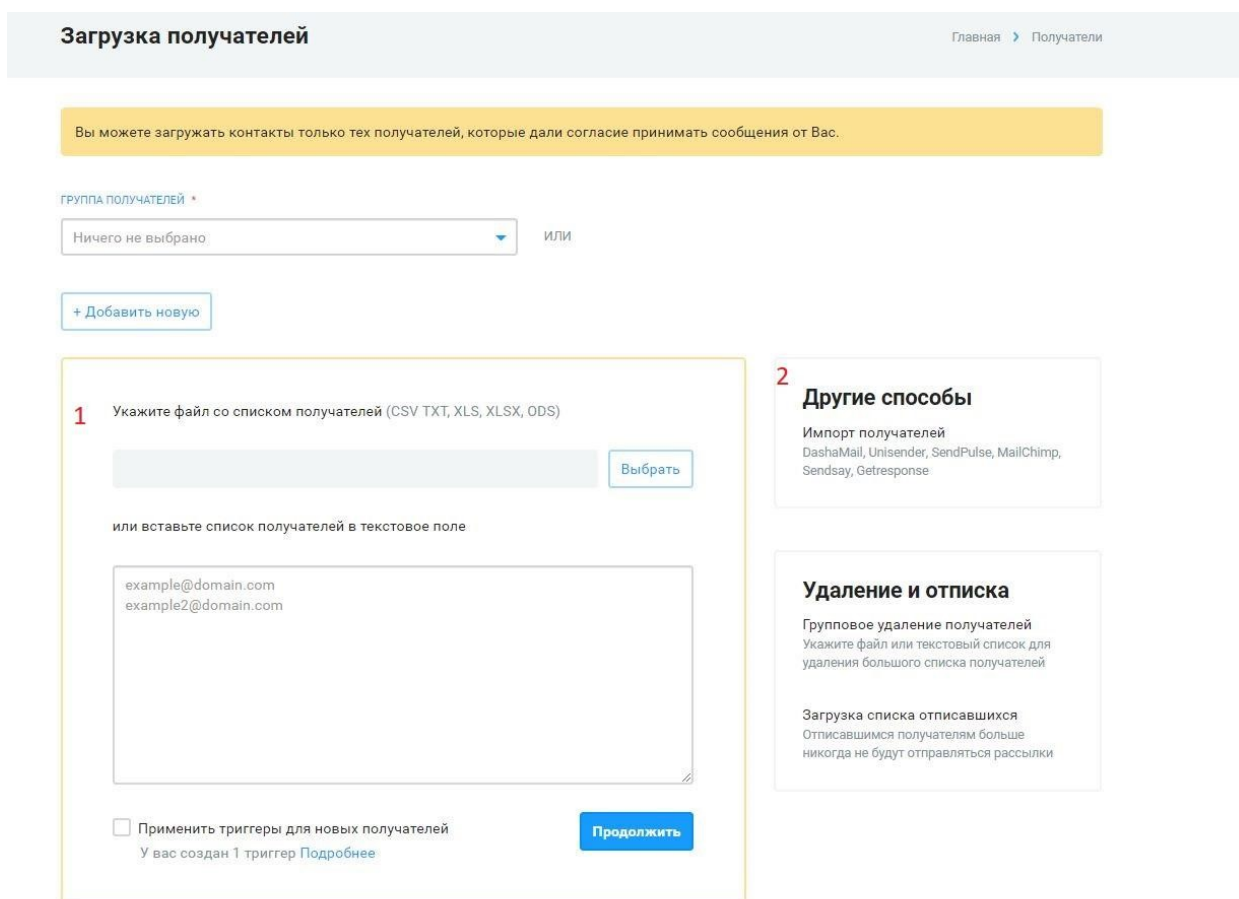 Загрузка получателей
Главная > Получатели
Вы можете загружать контакты только тех получателей, которые дали согласие принимать сообщения от Вас.
ГРУППА ПОЛУЧАТЕЛЕЙ *
Ничего не выбрано
ИЛИ
+ Добавить новую
1
Укажите файл со списком получателей (CSV TXT, XLS, XLSX, ODS)
Выбрать
или вставьте список получателей в текстовое поле
example@domain.com
example2@domain.com
Применить триггеры для новых получателей
У вас создан 1 триггер Подробнее
Продолжить
2
Другие способы
Импорт получателей
DashaMail, Unisender, SendPulse, MailChimp,
Sendsay, Getresponse
Удаление и отписка
Групповое удаление получателей
Укажите файл или текстовый список для
удаления большого списка получателей
Загрузка списка отписавшихся
Отписавшимся получателям больше
никогда не будут отправляться рассылки